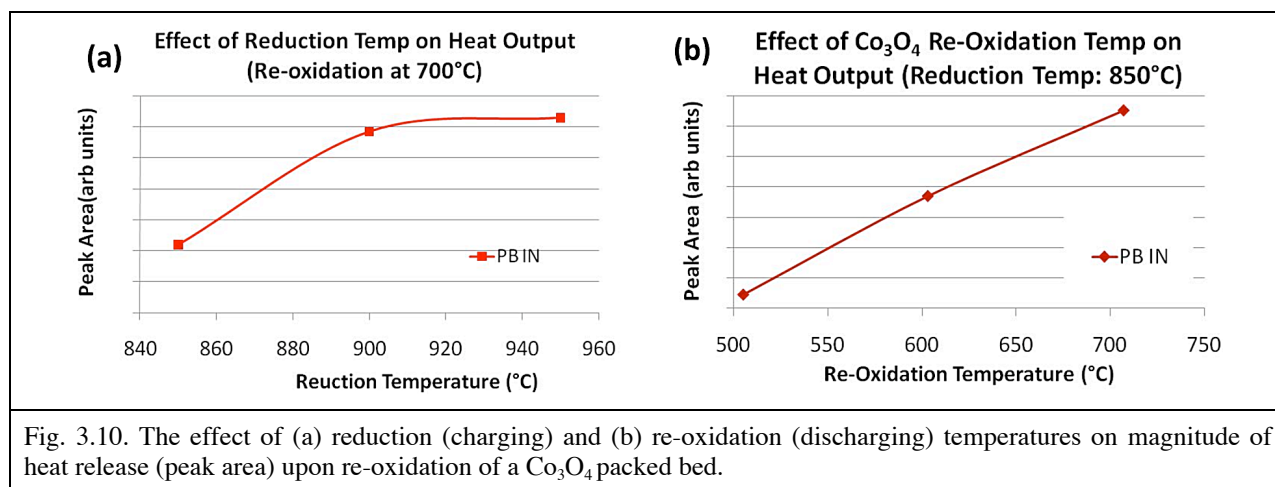 (a)
Effect of Reduction Temp on Heat Output
(Re-oxidation at 700°C)
Peak Area(arb units)
PB IN
840 860 880 900 920 940 960
Reuction Temperature (°C)
(b)
Effect of Co₃O₄ Re-Oxidation Temp on
Heat Output (Reduction Temp: 850°C)
Peak Area (arb units)
PB IN
500 550 600 650 700 750
Re-Oxidation Temperature (°C)
Fig. 3.10. The effect of (a) reduction (charging) and (b) re-oxidation (discharging) temperatures on magnitude of
heat release (peak area) upon re-oxidation of a Co₃O₄ packed bed.